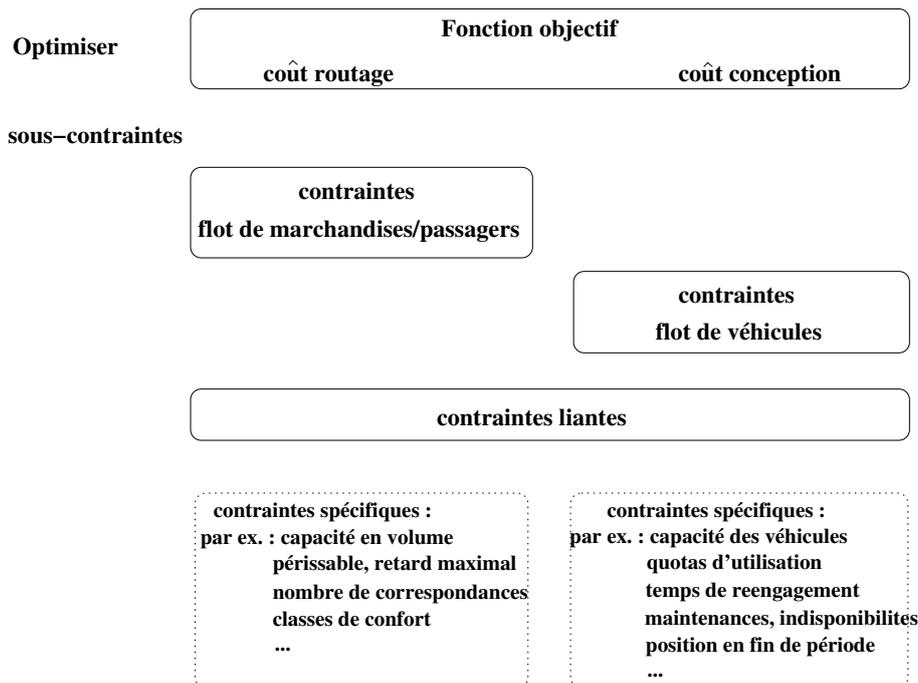 Optimiser
Fonction objectif
coût routage
coût conception
sous−contraintes
contraintes
flot de marchandises/passagers
contraintes
flot de véhicules
contraintes liantes
contraintes spécifiques :
par ex. : capacité en volume
périssable, retard maximal
nombre de correspondances
classes de confort
...
contraintes spécifiques :
par ex. : capacité des véhicules
quotas d'utilisation
temps de reengagement
maintenances, indisponibilites
position en fin de période
...